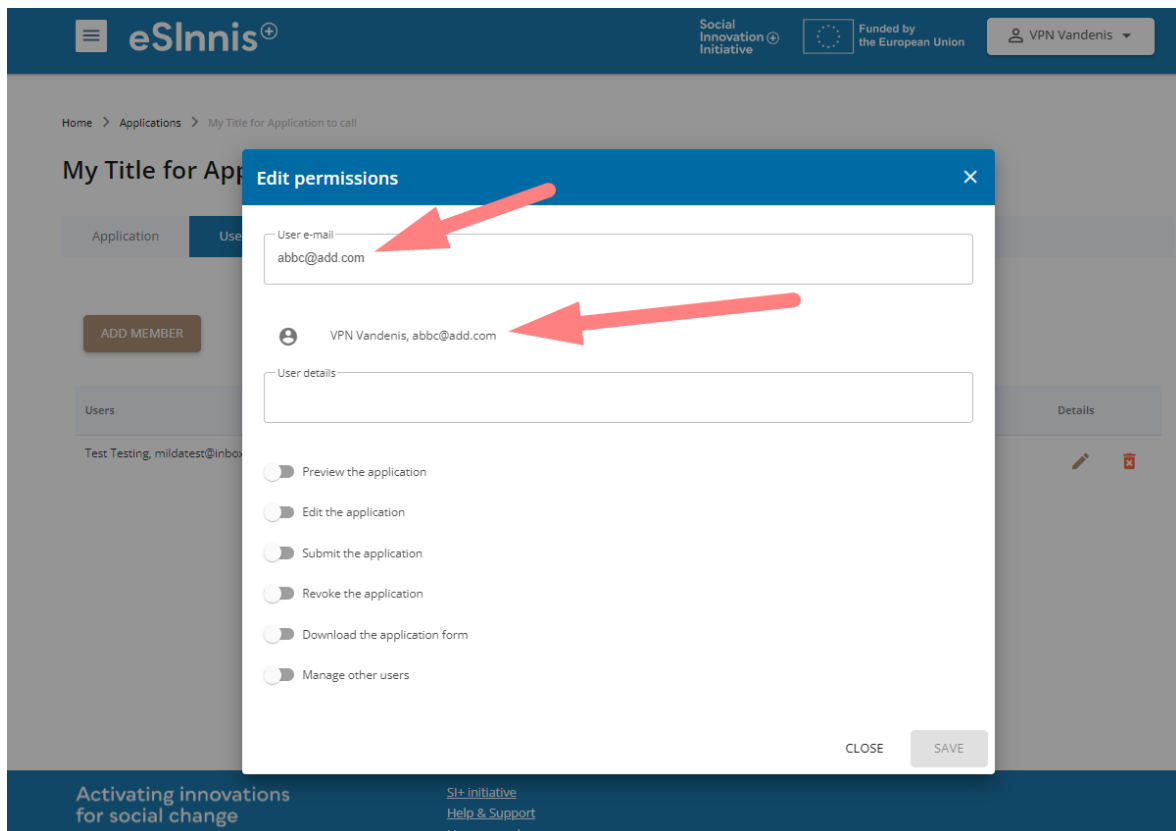 eSInnis⊕
Social
Innovation ⊕
Initiative
Funded by
the European Union
VPN Vandenis
Home > Applications > My Title for Application to call
My Title for App
Application
Use
Edit permissions
User e-mail
abbc@add.com
ADD MEMBER
VPN Vandenis, abbc@add.com
User details
Users
Details
Test Testing, mildatest@inbox
Preview the application
Edit the application
Submit the application
Revoke the application
Download the application form
Manage other users
CLOSE
SAVE
Activating innovations
for social change
SI+ initiative
Help & Support